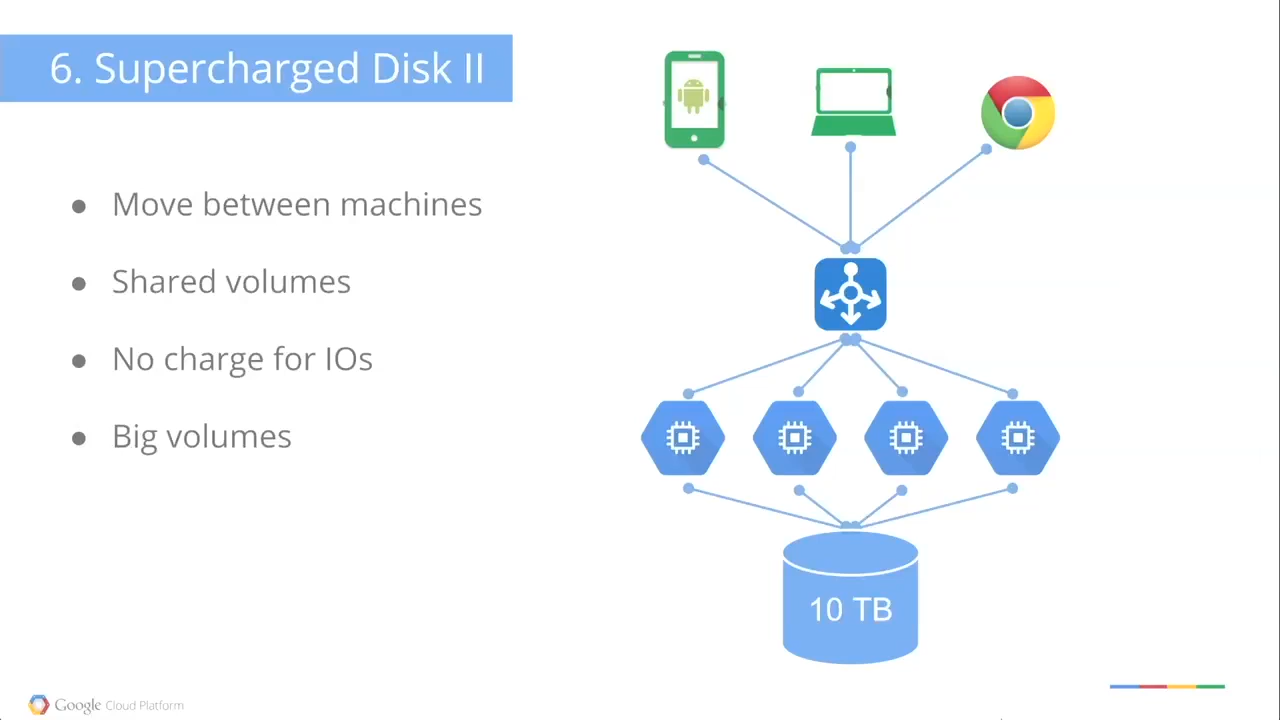 6. Supercharged Disk II
● Move between machines
● Shared volumes
● No charge for IOs
● Big volumes
10 TB
Google Cloud Platform